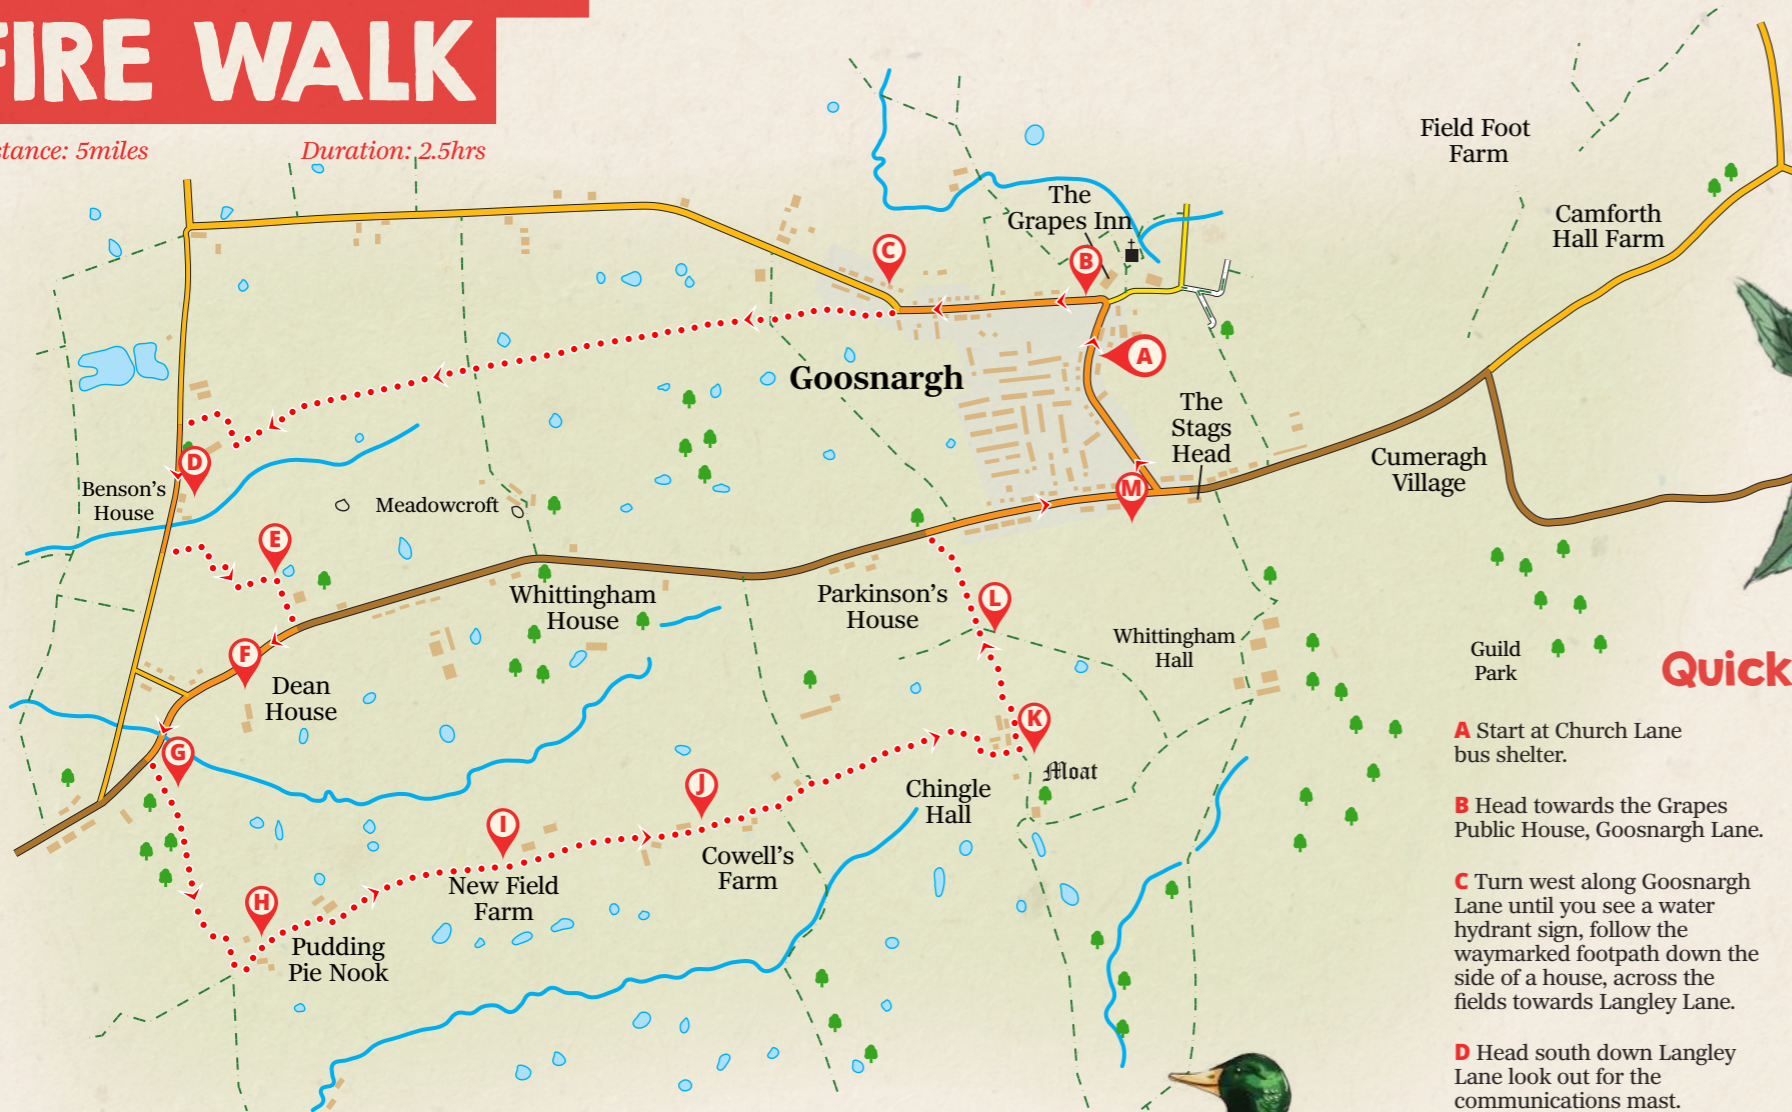 FIRE WALK
stance: 5miles
Duration: 2.5hrs
Field Foot
Farm
The
Grapes Inn
Camforth
Hall Farm
C
B
A
Goosnargh
The
Stags
Head
Cumeragh
Village
D
Benson's
House
Meadowcroft
M
E
Whittingham
House
Parkinson's
House
L
Whittingham
Hall
Guild
Park
F
Dean
House
G
K
Moat
Chingle
Hall
J
I
Cowell's
Farm
New Field
Farm
H
Pudding
Pie Nook
Quick
A Start at Church Lane
bus shelter.
B Head towards the Grapes
Public House, Goosnargh Lane.
C Turn west along Goosnargh
Lane until you see a water
hydrant sign, follow the
waymarked footpath down the
side of a house, across the
fields towards Langley Lane.
D Head south down Langley
Lane look out for the
communications mast.